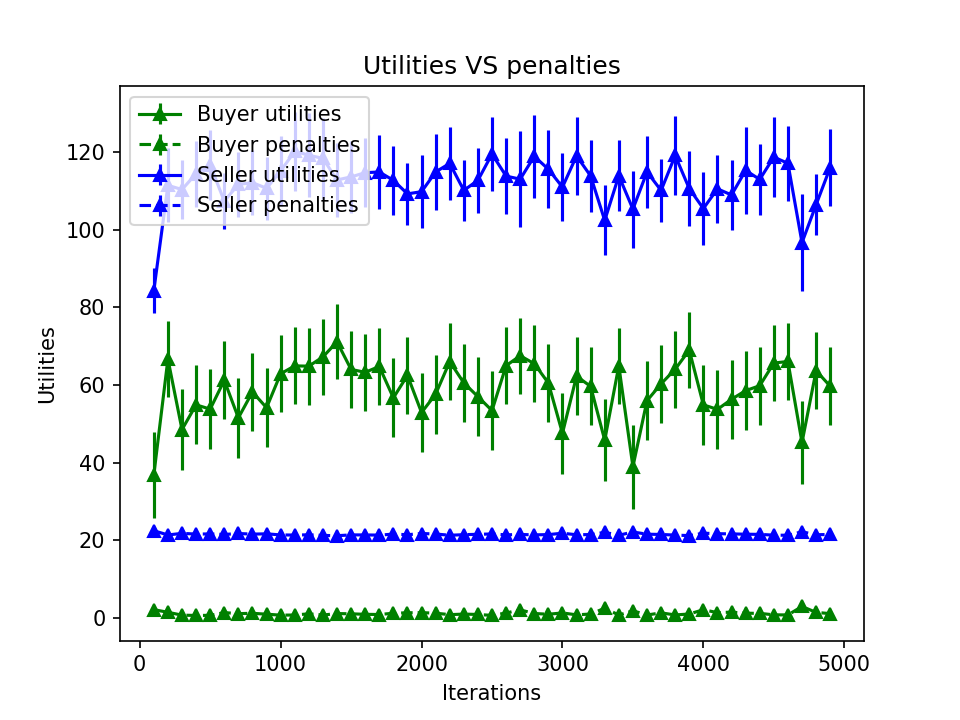 Utilities VS penalties
Buyer utilities
Buyer penalties
Seller utilities
Seller penalties
120
100
80
60
40
20
0
Utilities
0 1000 2000 3000 4000 5000
Iterations